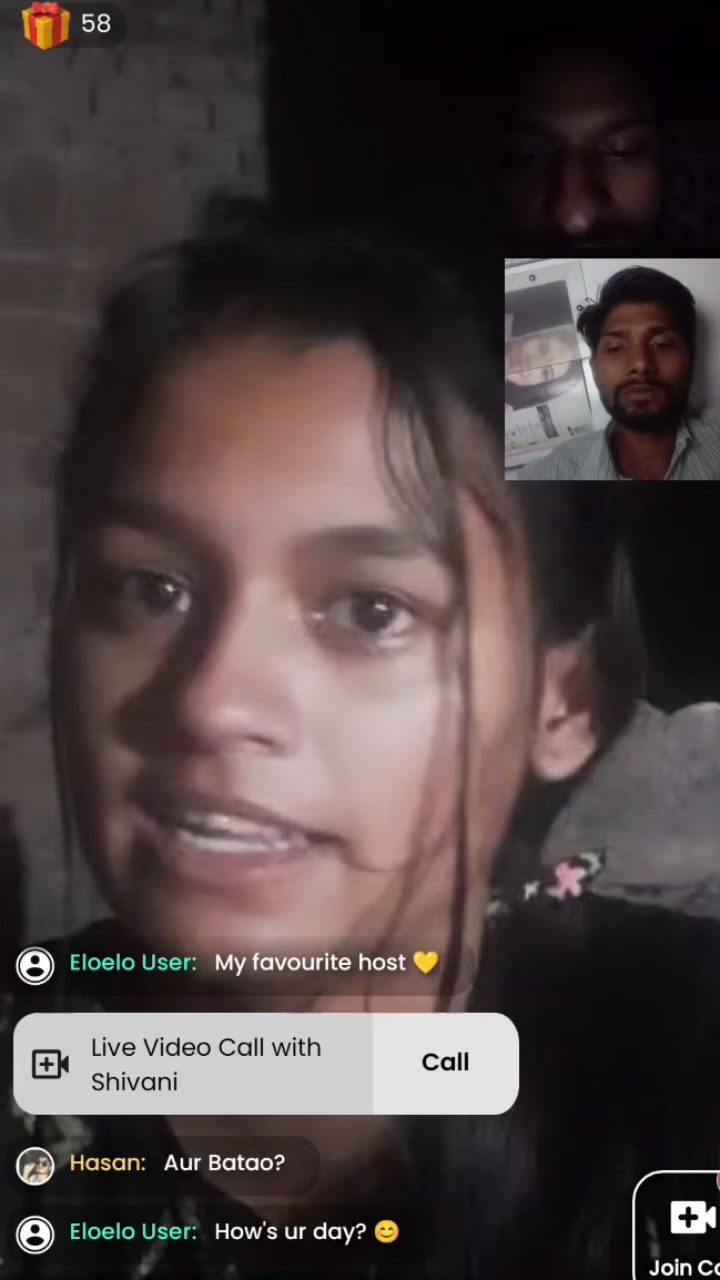 58
Eloelo User: My favourite host 💛
Live Video Call with
Shivani
Call
Hasan: Aur Batao?
Eloelo User: How's ur day? 😊
Join